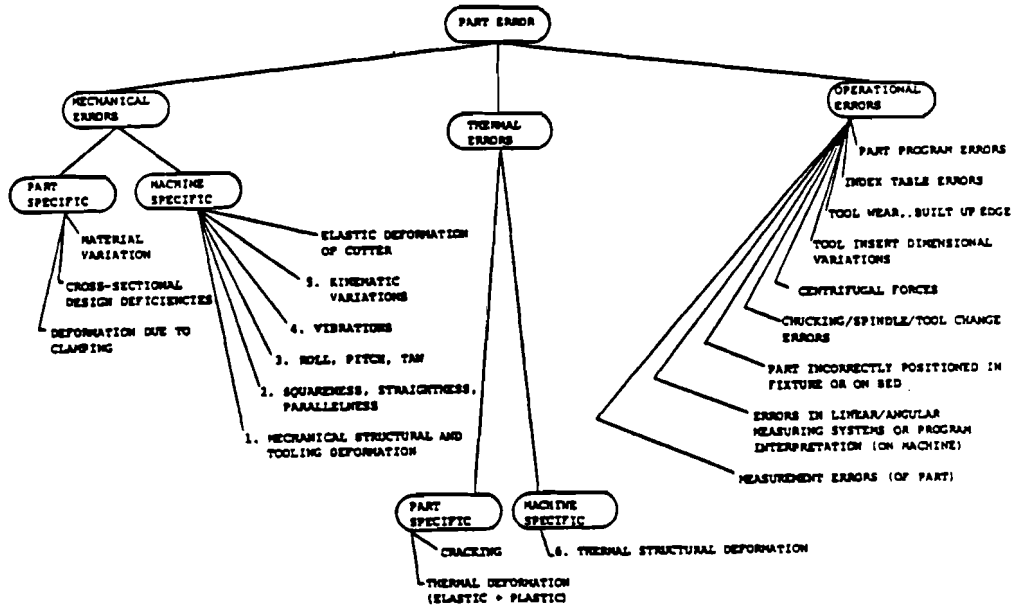 PART ERROR
MECHANICAL
ERRORS
THERMAL
ERRORS
OPERATIONAL
ERRORS
PART
SPECIFIC
MACHINE
SPECIFIC
MATERIAL
VARIATION
CROSS-SECTIONAL
DESIGN DEFICIENCIES
DEFORMATION DUE TO
CLAMPING
ELASTIC DEFORMATION
OF CUTTER
5. KINEMATIC
VARIATIONS
4. VIBRATIONS
3. ROLL, PITCH, YAW
2. SQUARENESS, STRAIGHTNESS,
PARALLELNESS
1. MECHANICAL STRUCTURAL AND
TOOLING DEFORMATION
PART PROGRAM ERRORS
INDEX TABLE ERRORS
TOOL WEAR, BUILT UP EDGE
TOOL INSERT DIMENSIONAL
VARIATIONS
CENTRIFUGAL FORCES
CHUCKING/SPINDLE/TOOL CHANGE
ERRORS
PART INCORRECTLY POSITIONED IN
FIXTURE OR ON BED
ERRORS IN LINEAR/ANGULAR
MEASURING SYSTEMS OR PROGRAM
INTERPRETATION (ON MACHINE)
MEASUREMENT ERRORS (OF PART)
PART
SPECIFIC
MACHINE
SPECIFIC
CRACKING
THERMAL DEFORMATION
(ELASTIC + PLASTIC)
6. THERMAL STRUCTURAL DEFORMATION